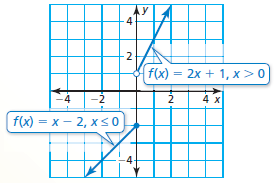 y
4
2
f(x) = 2x + 1, x > 0
-4 -2 2 4 x
f(x) = x − 2, x ≤ 0
-4